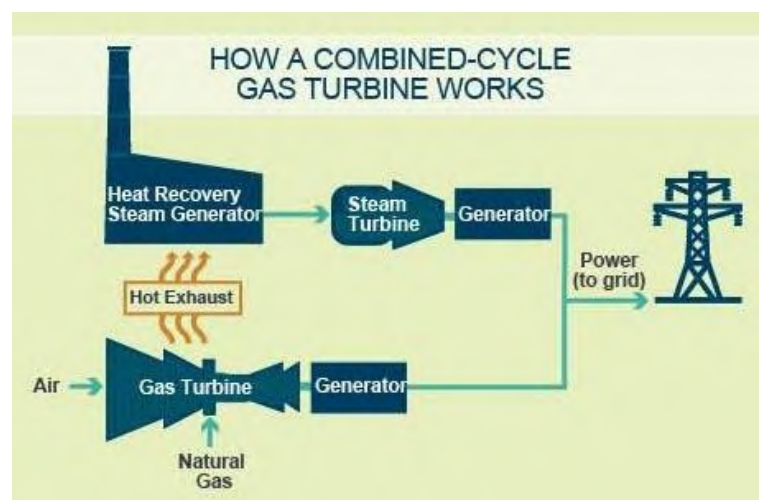 HOW A COMBINED-CYCLE
GAS TURBINE WORKS
Heat Recovery
Steam Generator
Steam
Turbine
Generator
Power
(to grid)
Hot Exhaust
Air
Gas Turbine
Generator
Natural
Gas